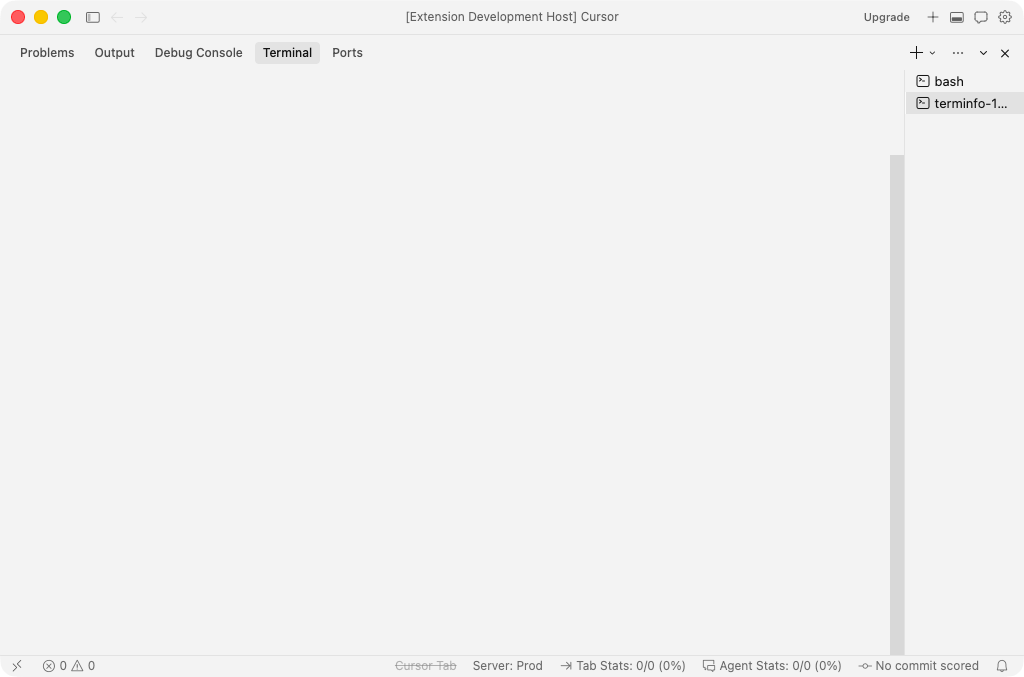 [Extension Development Host] Cursor
Upgrade
Problems Output Debug Console Terminal Ports
bash
terminfo-1...
0 0 Cursor Tab Server: Prod Tab Stats: 0/0 (0%) Agent Stats: 0/0 (0%) No commit scored